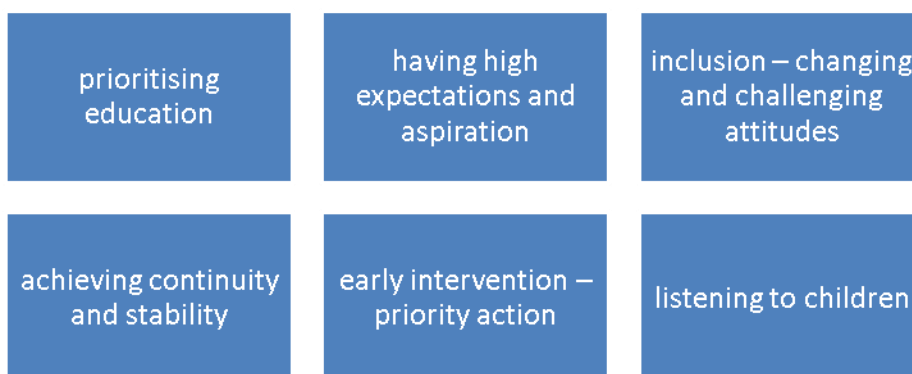 prioritising
education
having high
expectations and
aspiration
inclusion – changing
and challenging
attitudes
achieving continuity
and stability
early intervention –
priority action
listening to children